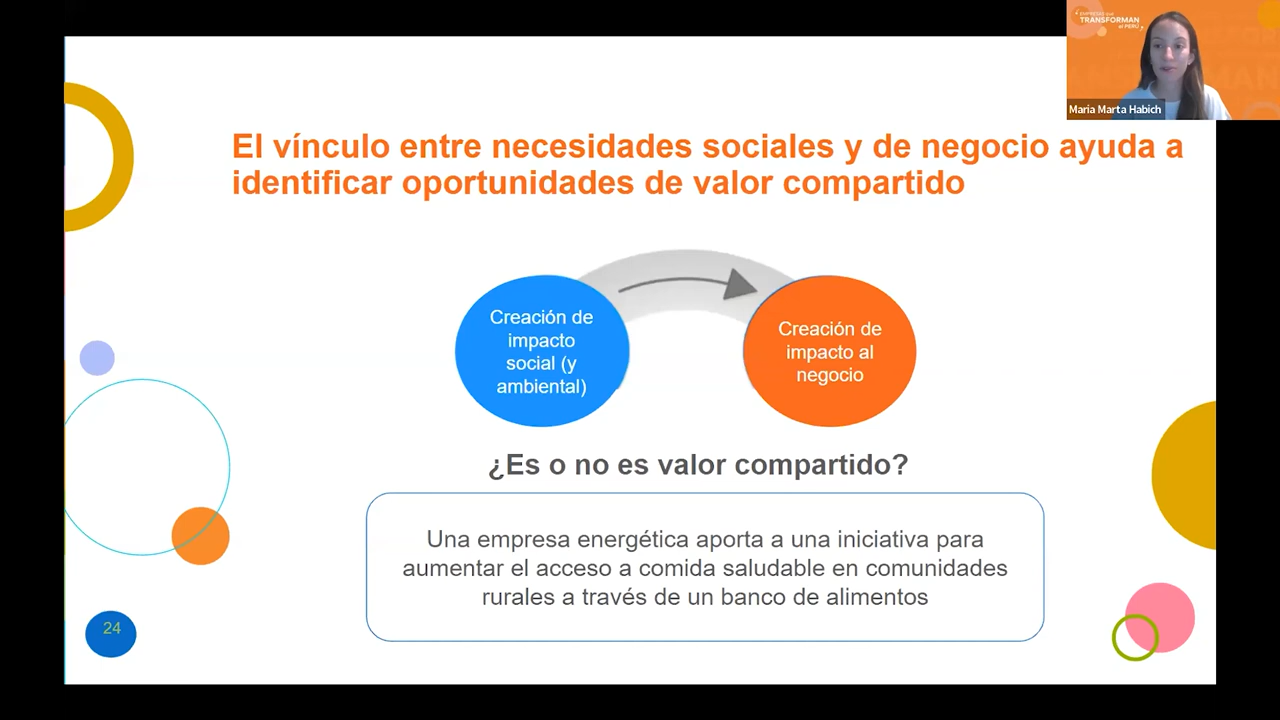 EMPRESAS QUE
TRANSFORMAN
el PERÚ
Maria Marta Habich
El vínculo entre necesidades sociales y de negocio ayuda a
identificar oportunidades de valor compartido
Creación de
impacto
social (y
ambiental)
Creación de
impacto al
negocio
¿Es o no es valor compartido?
Una empresa energética aporta a una iniciativa para
aumentar el acceso a comida saludable en comunidades
rurales a través de un banco de alimentos
24